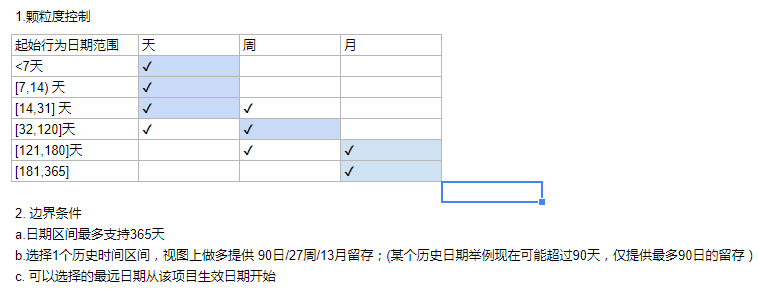 1.颗粒度控制
起始行为日期范围 天 周 月
<7天 ✓
[7,14) 天 ✓
[14,31] 天 ✓ ✓
[32,120]天 ✓ ✓
[121,180]天 ✓ ✓
[181,365] ✓
2. 边界条件
a.日期区间最多支持365天
b.选择1个历史时间区间，视图上做多提供 90日/27周/13月留存；(某个历史日期举例现在可能超过90天，仅提供最多90日的留存 )
c. 可以选择的最远日期从该项目生效日期开始